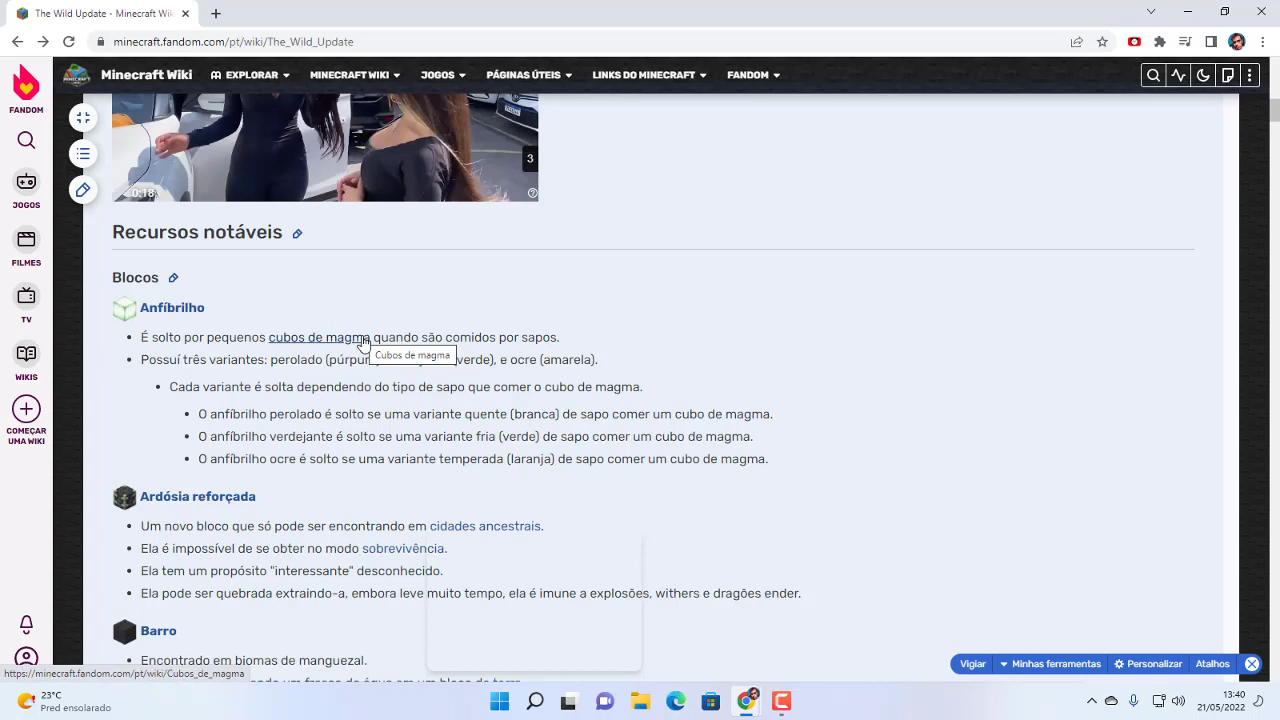 The Wild Update - Minecraft Wi
minecraft.fandom.com/pt/wiki/The_Wild_Update
FANDOM
Minecraft Wiki
EXPLORAR
MINECRAFT WIKI
JOGOS
PÁGINAS ÚTEIS
LINKS DO MINECRAFT
FANDOM
JOGOS
FILMES
TV
WIKIS
COMEÇAR
UMA WIKI
0:18
3
Recursos notáveis
Blocos
Anfíbrilho
É solto por pequenos cubos de magma quando são comidos por sapos.
Cubos de magma
Possuí três variantes: perolado (púrpur verde), e ocre (amarela).
Cada variante é solta dependendo do tipo de sapo que comer o cubo de magma.
O anfíbrilho perolado é solto se uma variante quente (branca) de sapo comer um cubo de magma.
O anfíbrilho verdejante é solto se uma variante fria (verde) de sapo comer um cubo de magma.
O anfíbrilho ocre é solto se uma variante temperada (laranja) de sapo comer um cubo de magma.
Ardósia reforçada
Um novo bloco que só pode ser encontrando em cidades ancestrais.
Ela é impossível de se obter no modo sobrevivência.
Ela tem um propósito "interessante" desconhecido.
Ela pode ser quebrada extraindo-a, embora leve muito tempo, ela é imune a explosões, withers e dragões ender.
Barro
Encontrado em biomas de manguezal.
https://minecraft.fandom.com/pt/wiki/Cubos_de_magma
Vigiar
Minhas ferramentas
Personalizar
Atalhos
23°C
Pred ensolarado
13:40
21/05/2022